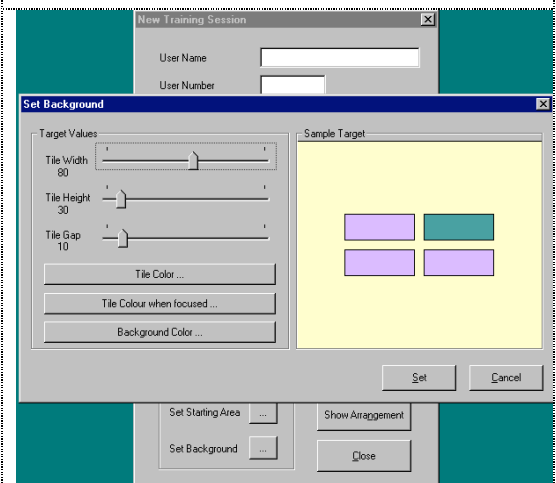 New Training Session
User Name
User Number
Set Background
Target Values
Sample Target
Tile Width
80
Tile Height
30
Tile Gap
10
Tile Color ...
Tile Colour when focused ...
Background Color ...
Set
Cancel
Set Starting Area ...
Show Arrangement
Set Background ...
Close